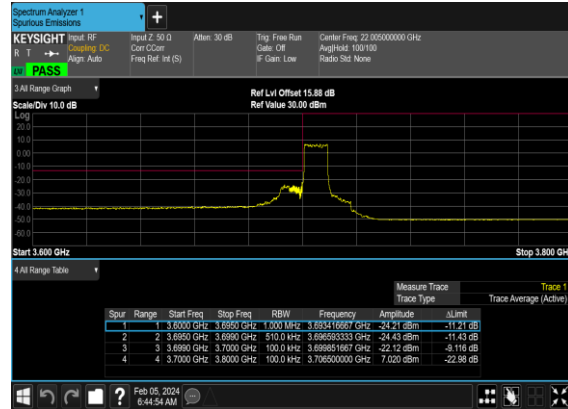 Spectrum Analyzer 1
Spurious Emissions
KEYSIGHT Input: RF Input Z: 50 Ω Atten: 30 dB Trig: Free Run Center Freq: 22.005000000 GHz
R T Coupling: DC Corr CCorr Gate: Off Avg|Hold: 100/100
Align: Auto Freq Ref: Int (S) IF Gain: Low Radio Std: None
LM PASS
3 All Range Graph
Ref Lvl Offset 15.88 dB
Scale/Div 10.0 dB Ref Value 30.00 dBm
Log
20.0
10.0
0.00
-10.0
-20.0
-30.0
-40.0
-50.0
-60.0
Start 3.600 GHz Stop 3.800 GH
4 All Range Table
Measure Trace Trace 1
Trace Type Trace Average (Active)
Spur Range Start Freq Stop Freq RBW Frequency Amplitude ΔLimit
1 1 3.6000 GHz 3.6950 GHz 1.000 MHz 3.693416667 GHz -24.21 dBm -11.21 dB
2 2 3.6950 GHz 3.6990 GHz 510.0 kHz 3.696593333 GHz -24.43 dBm -11.43 dB
3 3 3.6990 GHz 3.7000 GHz 100.0 kHz 3.699851667 GHz -22.12 dBm -9.116 dB
4 4 3.7000 GHz 3.8000 GHz 100.0 kHz 3.706500000 GHz 7.020 dBm -22.98 dB
Feb 05, 2024
6:44:54 AM